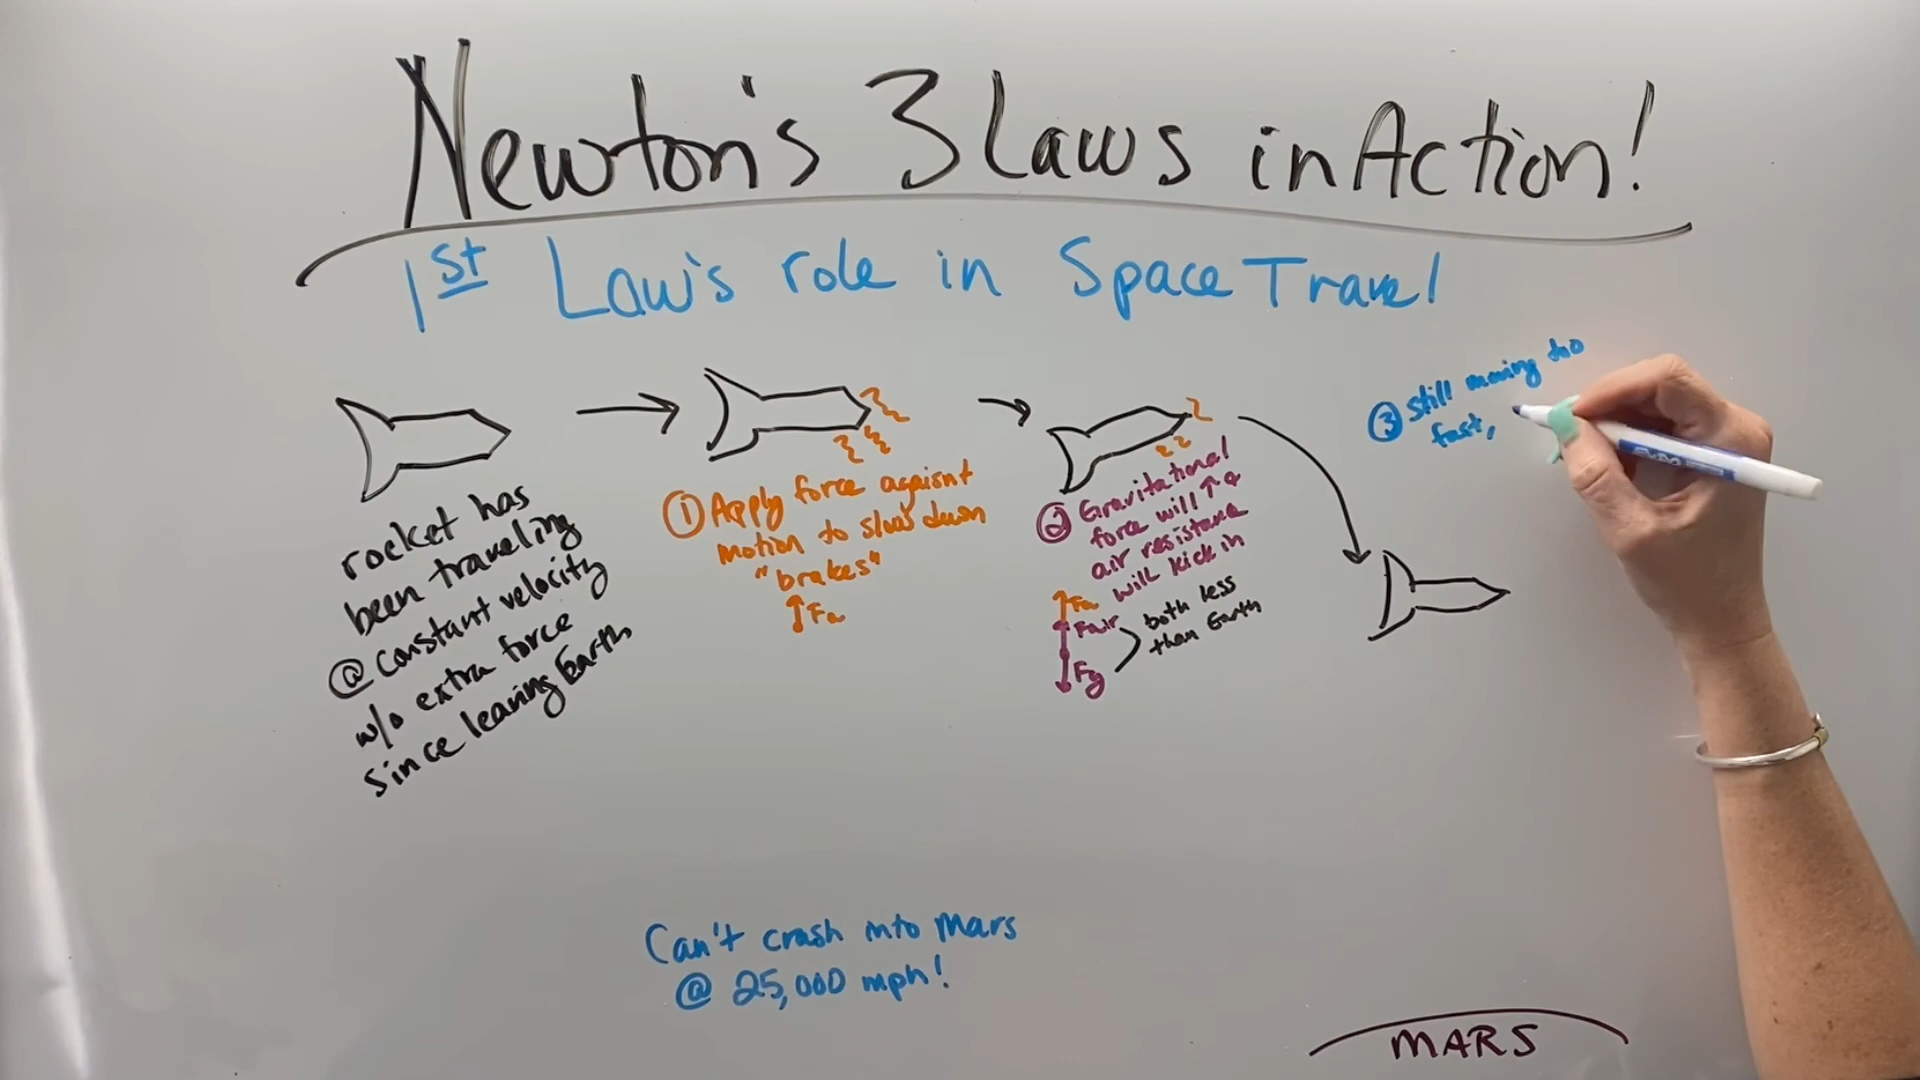 Newton's 3 Laws in Action!
1st Law's role in Space Travel
rocket has
been traveling
@ constant velocity
w/o extra force
since leaving Earth
① Apply force agaisnt
motion to slow down
"brakes"
↑Fa
② Gravitational
force will ↑ &
air resistance
will kick in
Fa
Fair
Fg
both less
than Earth
③ still moving too
fast,
Can't crash into Mars
@ 25,000 mph!
MARS
EXPO